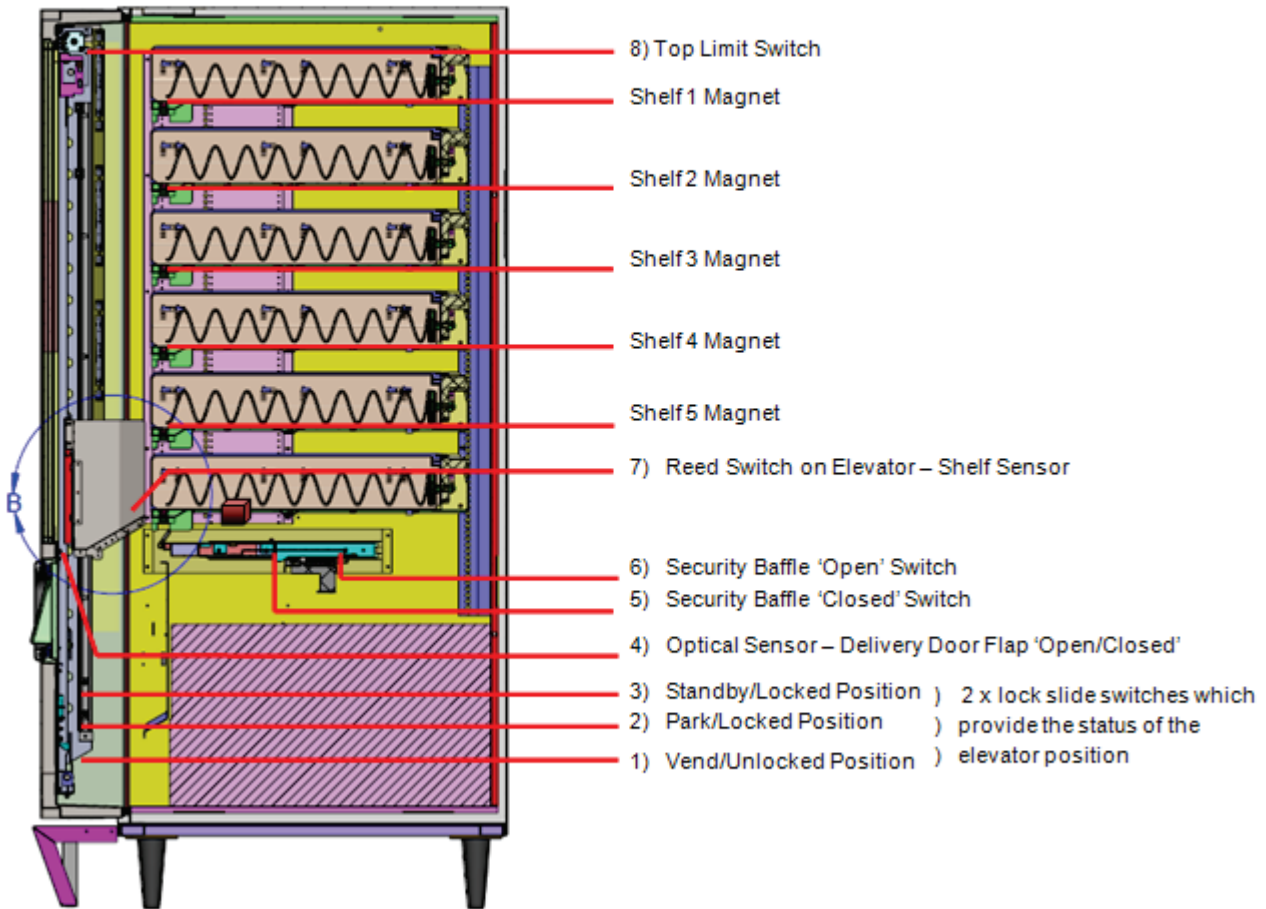 8) Top Limit Switch
Shelf 1 Magnet
Shelf 2 Magnet
Shelf 3 Magnet
Shelf 4 Magnet
Shelf 5 Magnet
7) Reed Switch on Elevator – Shelf Sensor
B
6) Security Baffle ‘Open’ Switch
5) Security Baffle ‘Closed’ Switch
4) Optical Sensor – Delivery Door Flap ‘Open/Closed’
3) Standby/Locked Position ) 2 x lock slide switches which
2) Park/Locked Position ) provide the status of the
1) Vend/Unlocked Position ) elevator position